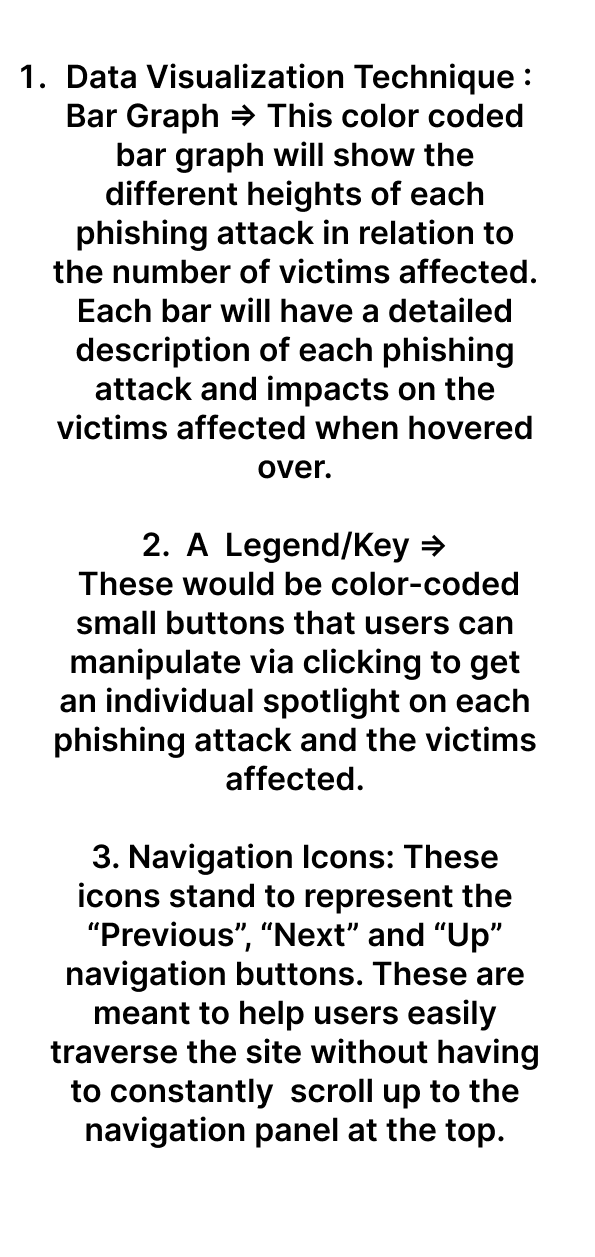 1.  Data Visualization Technique :
Bar Graph => This color coded
bar graph will show the
different heights of each
phishing attack in relation to
the number of victims affected.
Each bar will have a detailed
description of each phishing
attack and impacts on the
victims affected when hovered
over.
2.  A  Legend/Key =>
These would be color-coded
small buttons that users can
manipulate via clicking to get
an individual spotlight on each
phishing attack and the victims
affected.
3. Navigation Icons: These
icons stand to represent the
“Previous”, “Next” and “Up”
navigation buttons. These are
meant to help users easily
traverse the site without having
to constantly  scroll up to the
navigation panel at the top.